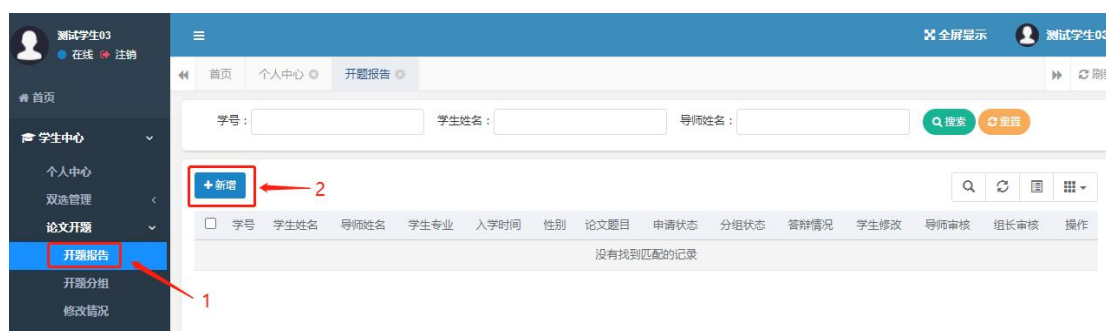 测试学生03
在线 注销
全屏显示
测试学生03
首页 个人中心 开题报告
首页
学号：
学生姓名：
导师姓名：
搜索 重置
学生中心
个人中心
双选管理
论文开题
开题报告
开题分组
修改情况
1
+新增
2
学号 学生姓名 导师姓名 学生专业 入学时间 性别 论文题目 申请状态 分组状态 答辩情况 学生修改 导师审核 组长审核 操作
没有找到匹配的记录